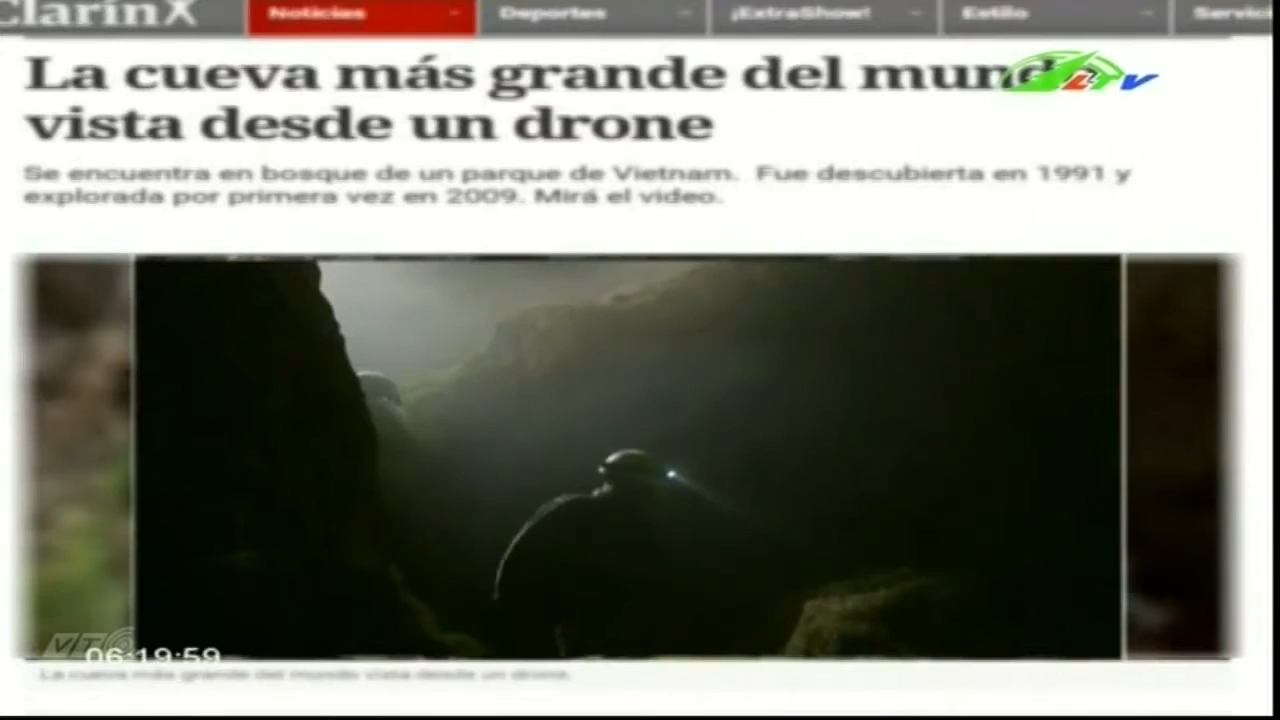 ClarínX
Noticias
Deportes
¡ExtraShow!
Estilo
La cueva más grande del mundo
LTV
vista desde un drone
Se encuentra en bosque de un parque de Vietnam. Fue descubierta en 1991 y
explorada por primera vez en 2009. Mirá el video.
06:19:59
La cueva más grande del mundo vista desde un drone.